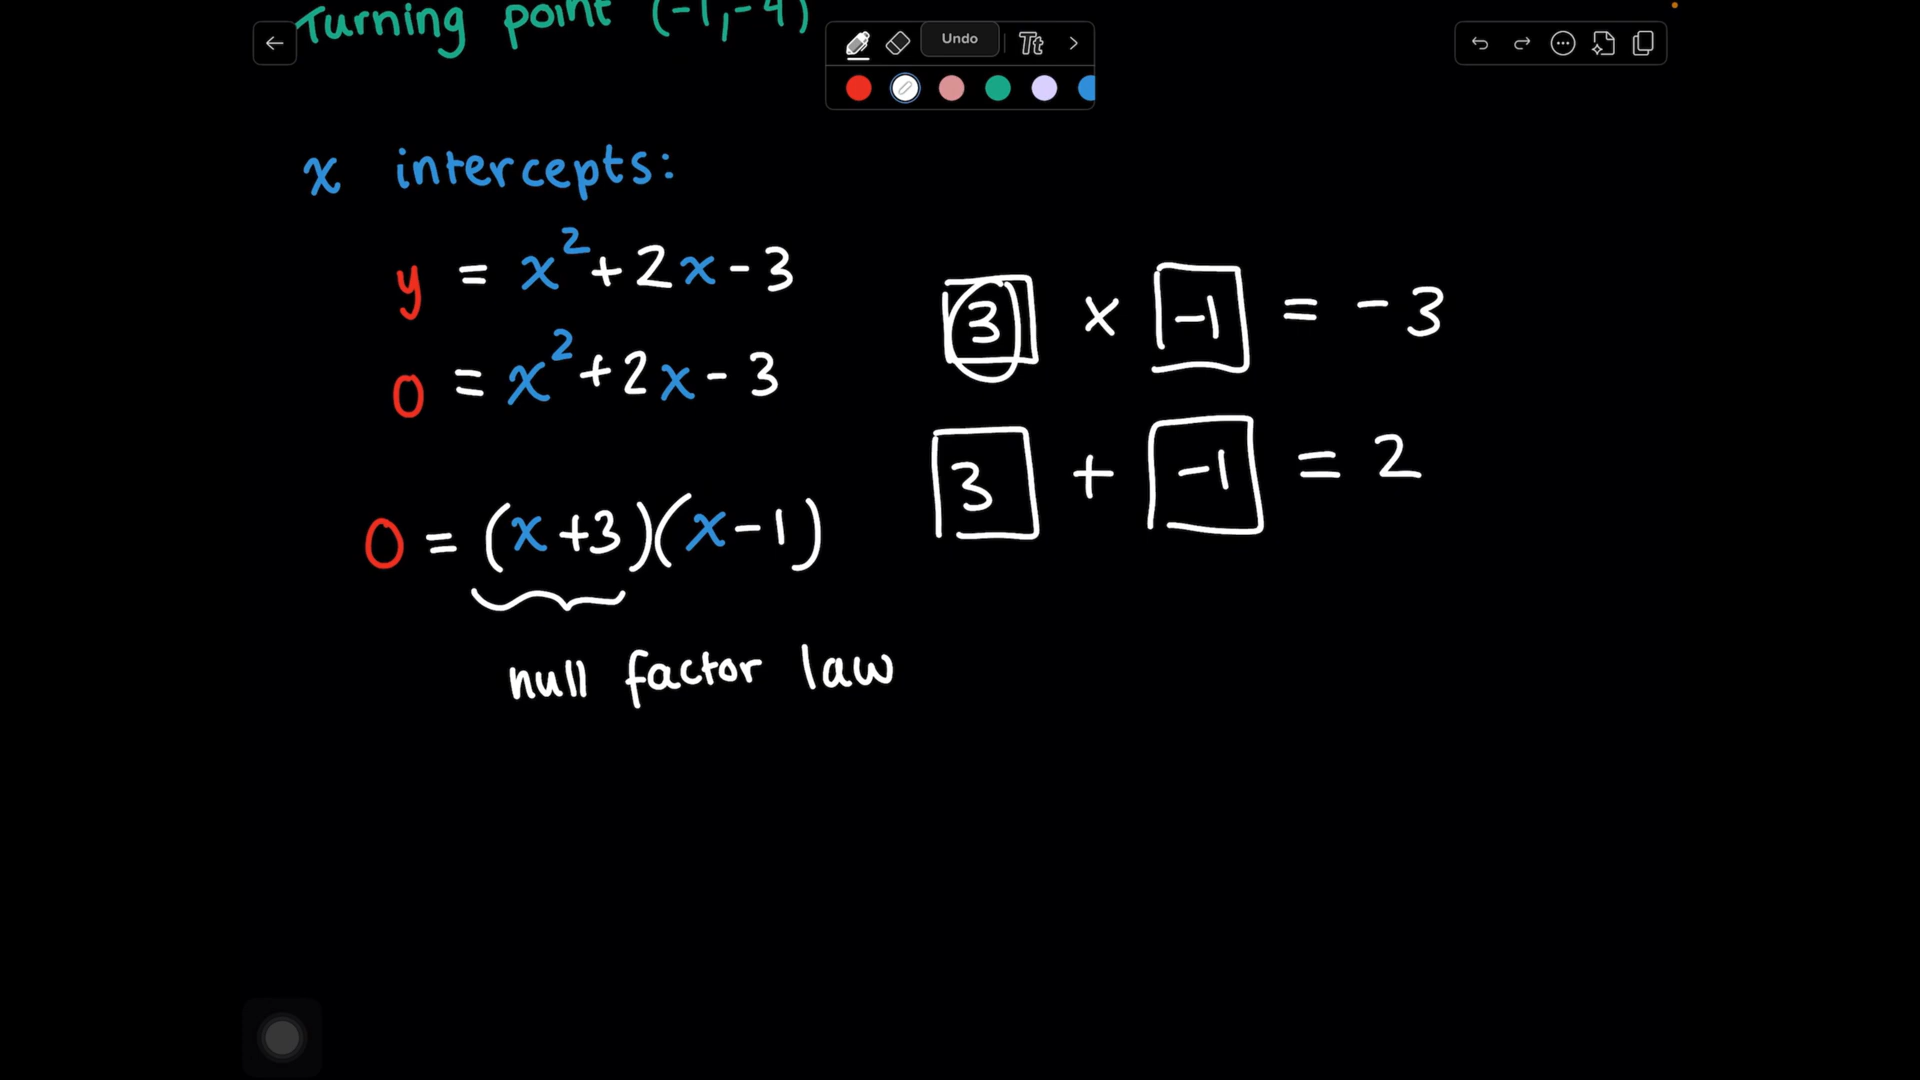 Turning point (-1,-4)
Undo
Tt
x intercepts:
y = x² + 2x - 3
0 = x² + 2x - 3
0 = (x +3)(x - 1)
null factor law
3 × -1 = -3
3 + -1 = 2